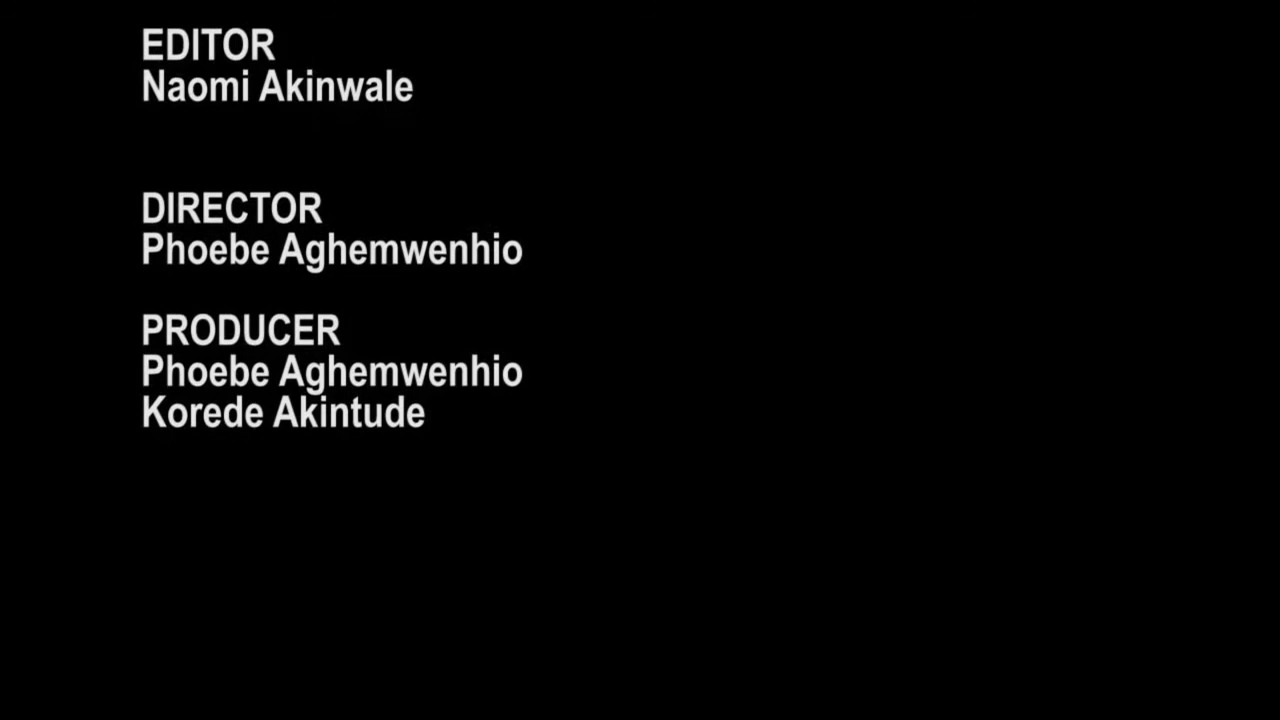 EDITOR
Naomi Akinwale
DIRECTOR
Phoebe Aghemwenhio
PRODUCER
Phoebe Aghemwenhio
Korede Akintude